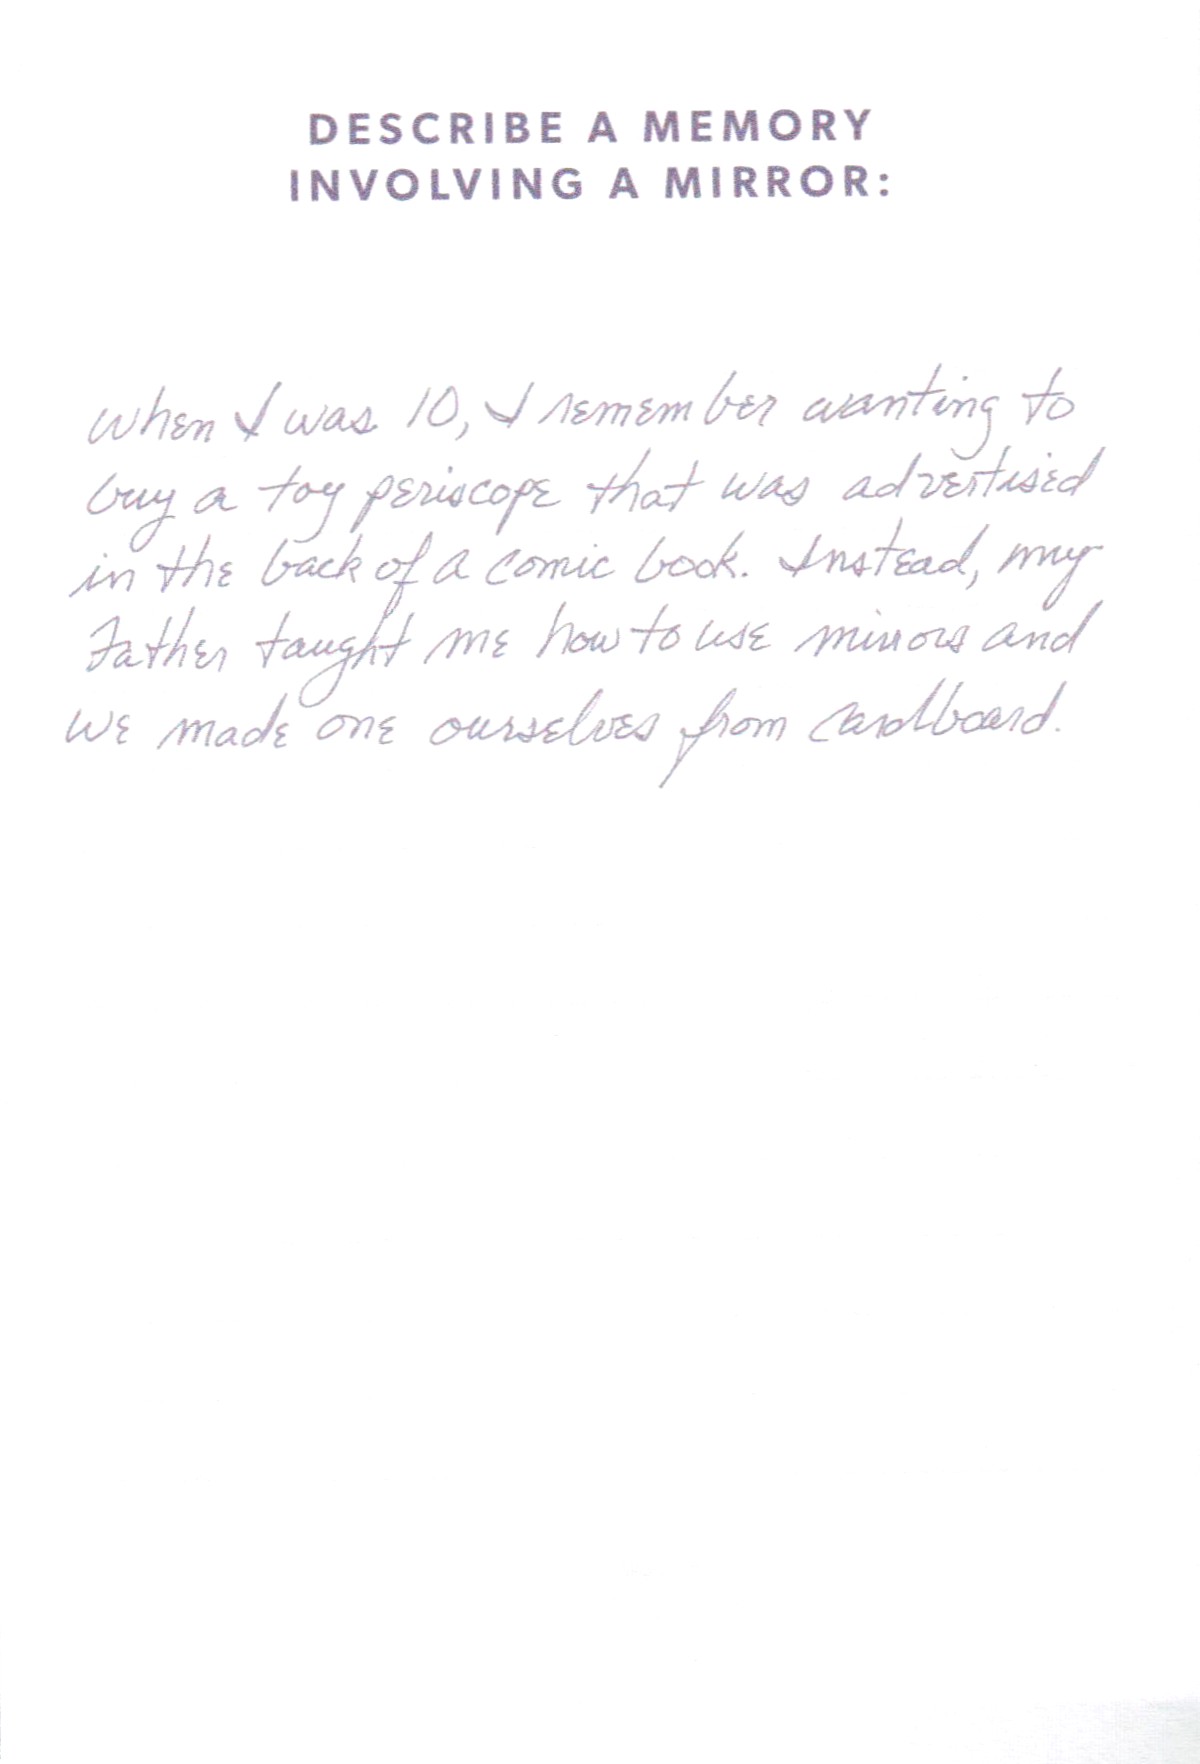 DESCRIBE A MEMORY
INVOLVING A MIRROR:
When I was 10, I remember wanting to
buy a toy periscope that was advertised
in the back of a comic book. Instead, my
Father taught me how to use mirrors and
we made one ourselves from cardboard.